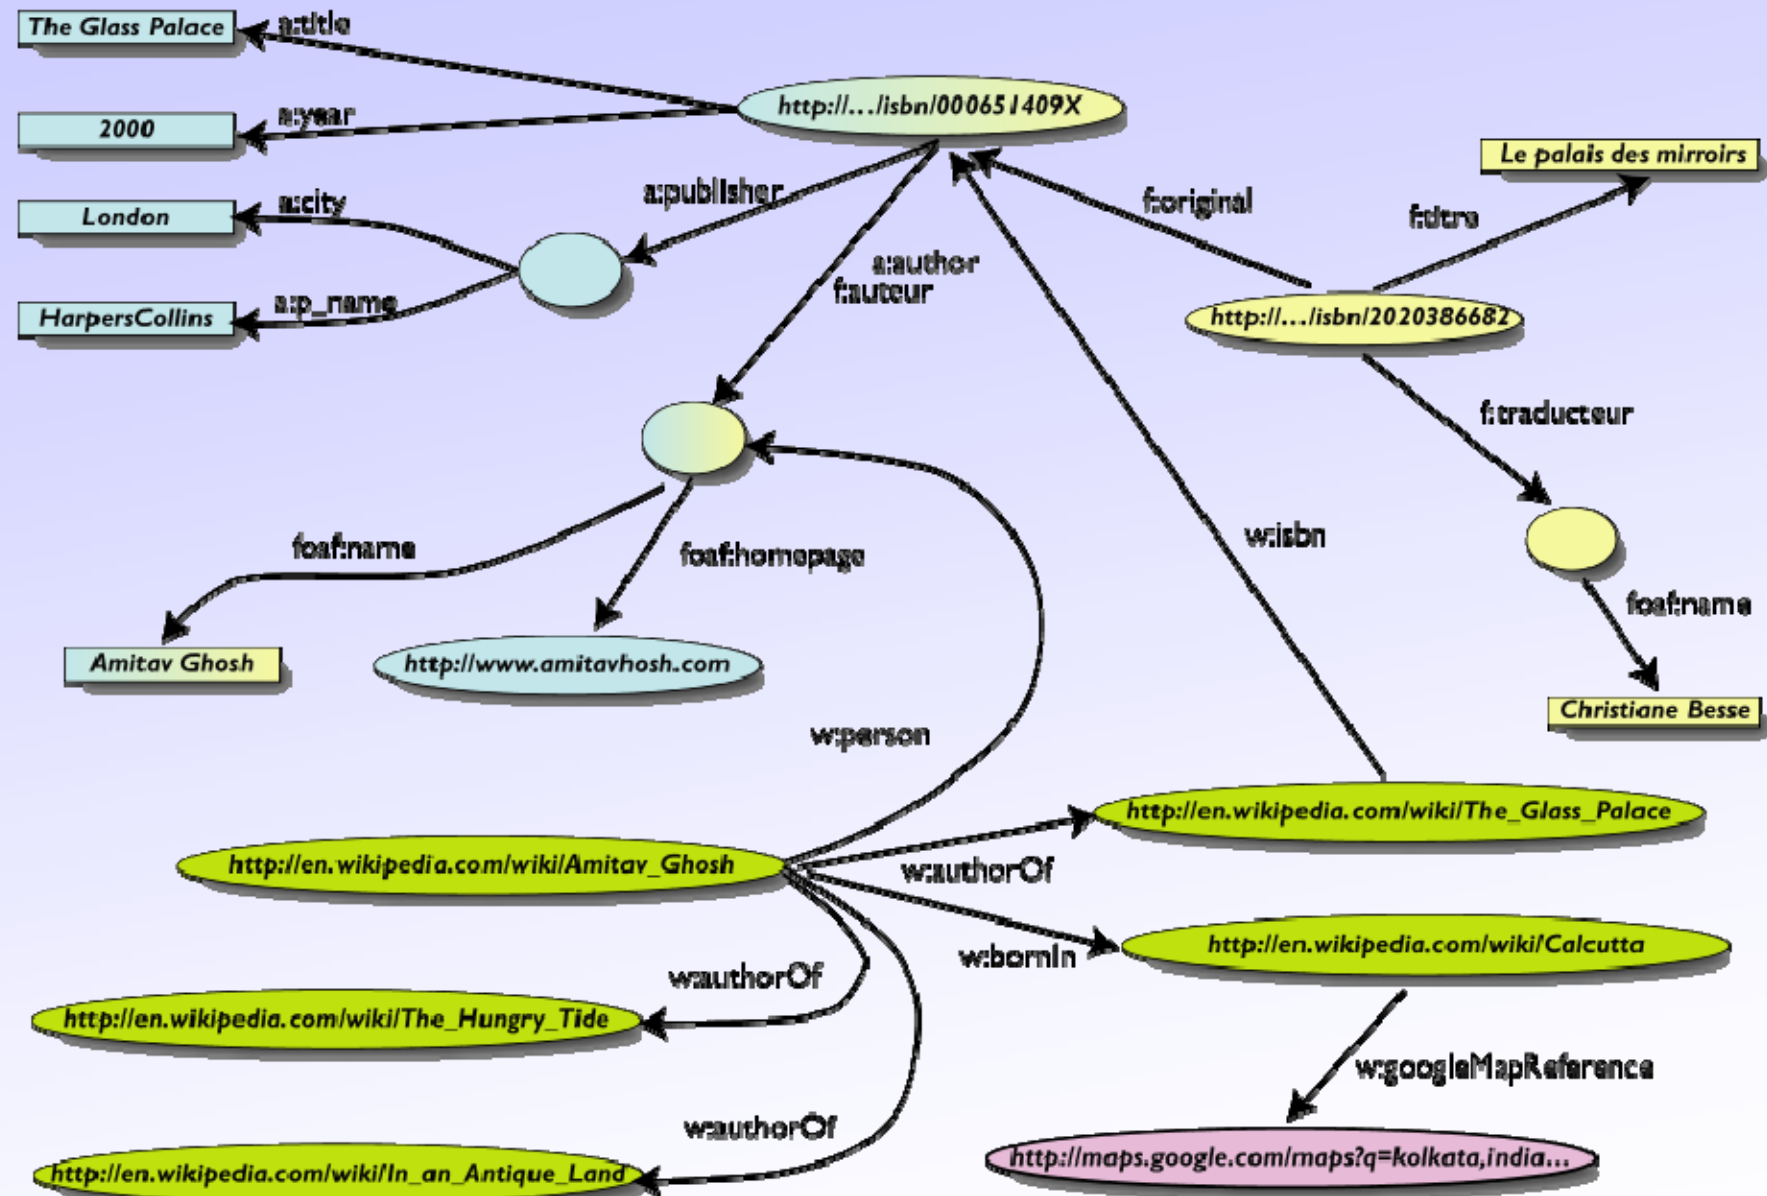 The Glass Palace
a:title
http://.../isbn/000651409X
2000
a:year
Le palais des mirroirs
London
a:city
a:publisher
f:original
f:titre
a:author
f:auteur
HarpersCollins
a:p_name
http://.../isbn/2020386682
f:traducteur
foaf:name
foaf:homepage
w:isbn
foaf:name
Amitav Ghosh
http://www.amitavhosh.com
Christiane Besse
w:person
http://en.wikipedia.com/wiki/The_Glass_Palace
http://en.wikipedia.com/wiki/Amitav_Ghosh
w:authorOf
http://en.wikipedia.com/wiki/Calcutta
w:bornIn
w:authorOf
http://en.wikipedia.com/wiki/The_Hungry_Tide
w:googleMapReference
w:authorOf
http://maps.google.com/maps?q=kolkata,india...
http://en.wikipedia.com/wiki/In_an_Antique_Land